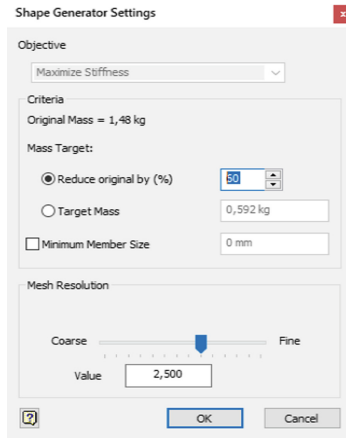 Shape Generator Settings
x
Objective
Maximize Stiffness
Criteria
Original Mass = 1,48 kg
Mass Target:
Reduce original by (%) 50
Target Mass 0,592 kg
Minimum Member Size 0 mm
Mesh Resolution
Coarse Fine
Value 2,500
? OK Cancel